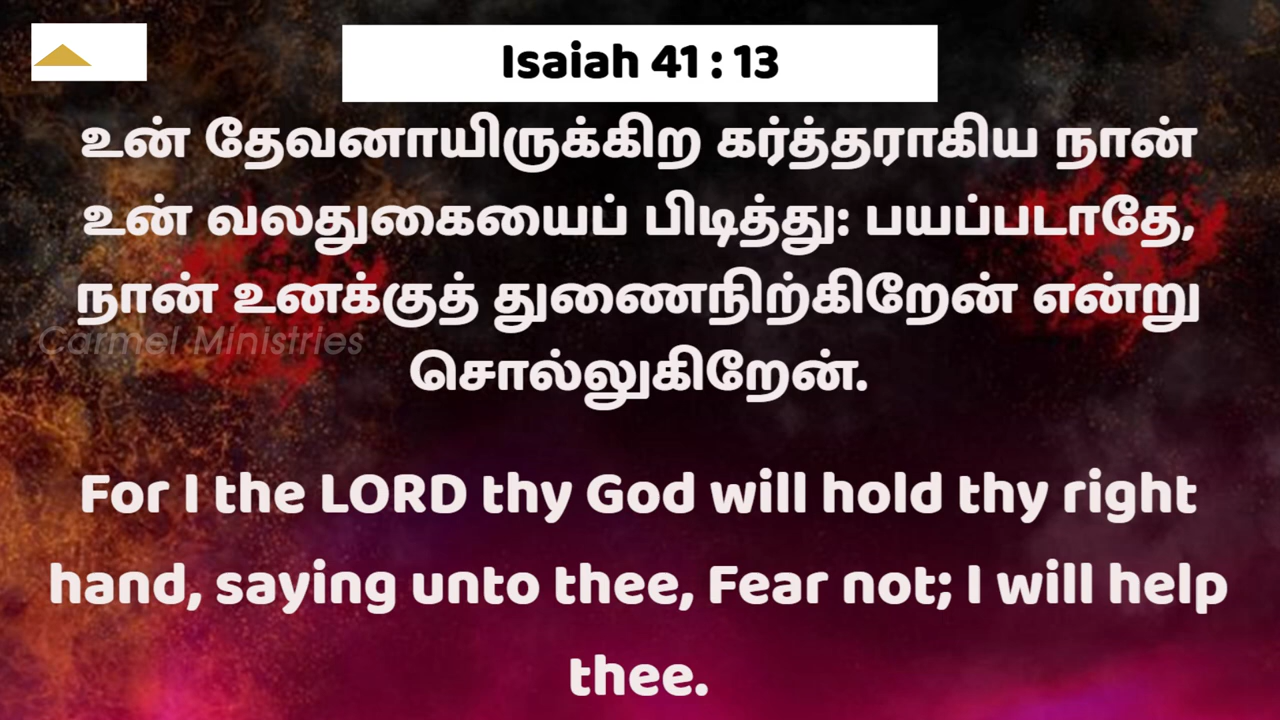 Isaiah 41 : 13
உன் தேவனாயிருக்கிற கர்த்தராகிய நான்
உன் வலதுகையைப் பிடித்து: பயப்படாதே,
நான் உனக்குத் துணைநிற்கிறேன் என்று
Carmel Ministries
சொல்லுகிறேன்.
For I the LORD thy God will hold thy right
hand, saying unto thee, Fear not; I will help
thee.